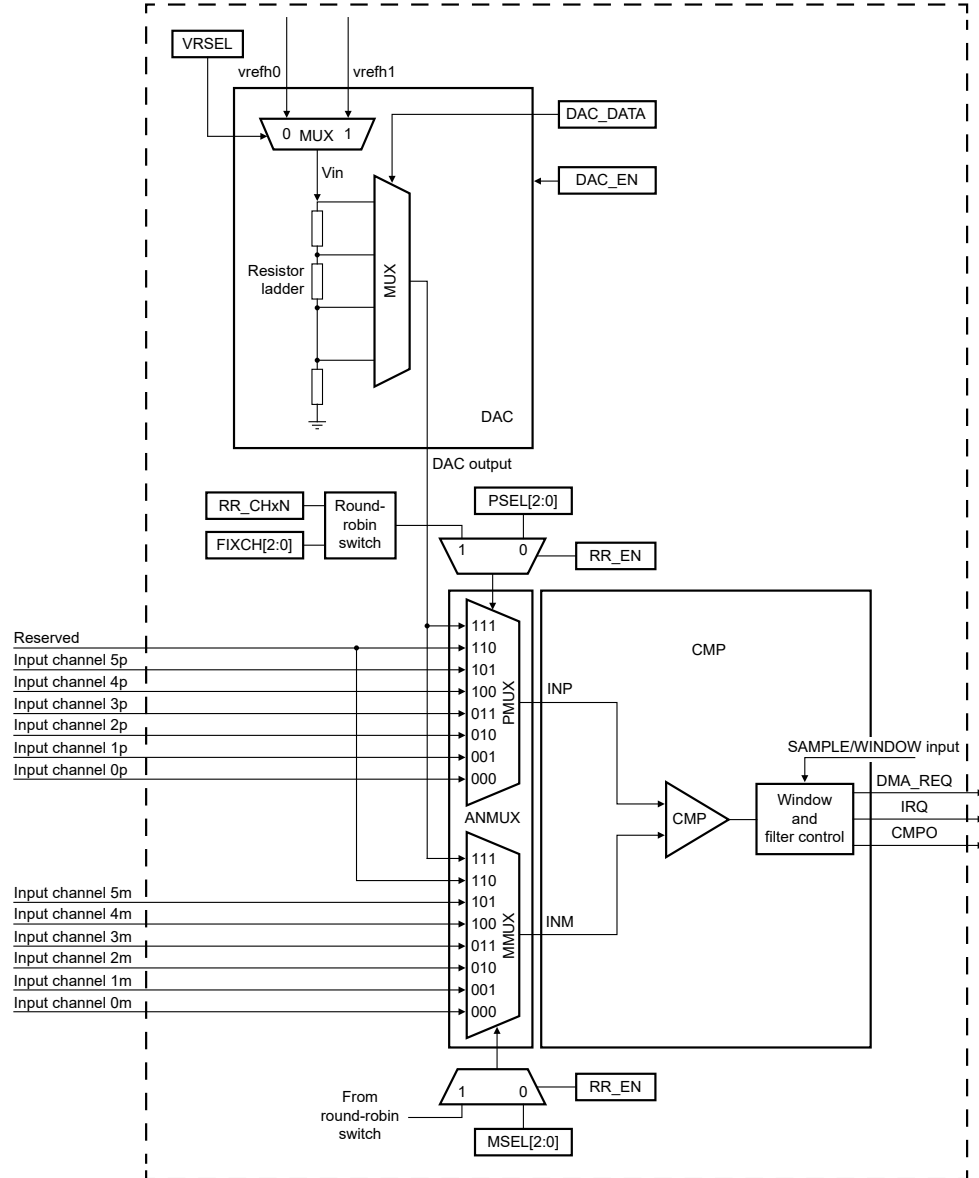 VRSEL
vrefh0
vrefh1
DAC_DATA
0 MUX 1
DAC_EN
Vin
Resistor
ladder
MUX
DAC
DAC output
RR_CHxN
FIXCH[2:0]
Round-
robin
switch
PSEL[2:0]
1 0
RR_EN
Reserved
Input channel 5p
Input channel 4p
Input channel 3p
Input channel 2p
Input channel 1p
Input channel 0p
111
110
101
100
011
010
001
000
PMUX
INP
CMP
SAMPLE/WINDOW input
CMP
Window
and
filter control
DMA_REQ
IRQ
CMPO
ANMUX
Input channel 5m
Input channel 4m
Input channel 3m
Input channel 2m
Input channel 1m
Input channel 0m
111
110
101
100
011
010
001
000
MMUX
INM
1 0
RR_EN
From
round-robin
switch
MSEL[2:0]